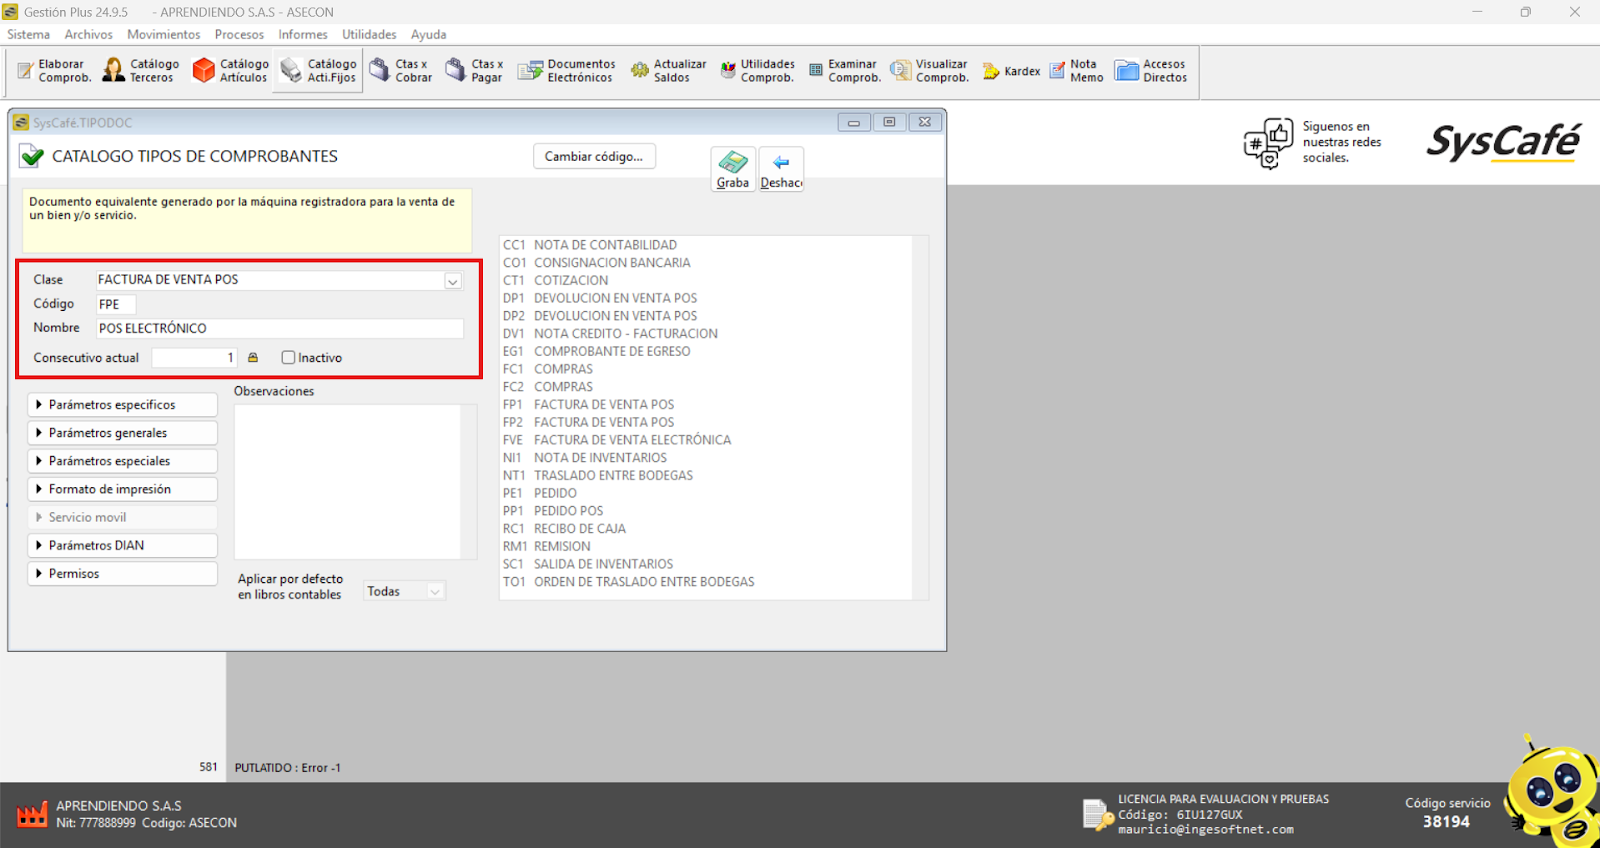 Gestión Plus 24.9.5 - APRENDIENDO S.A.S - ASECON
Sistema Archivos Movimientos Procesos Informes Utilidades Ayuda
Elaborar Comprob.
Catálogo Terceros
Catálogo Artículos
Catálogo Acti.Fijos
Ctas x Cobrar
Ctas x Pagar
Documentos Electrónicos
Actualizar Saldos
Utilidades Comprob.
Examinar Comprob.
Visualizar Comprob.
Kardex
Nota Memo
Accesos Directos
SysCafé.TIPODOC
CATALOGO TIPOS DE COMPROBANTES
Cambiar código...
Graba
Deshac
Siguenos en
nuestras redes
sociales.
SysCafé
Documento equivalente generado por la máquina registradora para la venta de
un bien y/o servicio.
Clase FACTURA DE VENTA POS
Código FPE
Nombre POS ELECTRÓNICO
Consecutivo actual 1 Inactivo
Parámetros especificos
Parámetros generales
Parámetros especiales
Formato de impresión
Servicio movil
Parámetros DIAN
Permisos
Observaciones
Aplicar por defecto
en libros contables
Todas
CC1 NOTA DE CONTABILIDAD
CO1 CONSIGNACION BANCARIA
CT1 COTIZACION
DP1 DEVOLUCION EN VENTA POS
DP2 DEVOLUCION EN VENTA POS
DV1 NOTA CREDITO - FACTURACION
EG1 COMPROBANTE DE EGRESO
FC1 COMPRAS
FC2 COMPRAS
FP1 FACTURA DE VENTA POS
FP2 FACTURA DE VENTA POS
FVE FACTURA DE VENTA ELECTRÓNICA
NI1 NOTA DE INVENTARIOS
NT1 TRASLADO ENTRE BODEGAS
PE1 PEDIDO
PP1 PEDIDO POS
RC1 RECIBO DE CAJA
RM1 REMISION
SC1 SALIDA DE INVENTARIOS
TO1 ORDEN DE TRASLADO ENTRE BODEGAS
581 PUTLATIDO : Error -1
APRENDIENDO S.A.S
Nit: 777888999 Codigo: ASECON
LICENCIA PARA EVALUACION Y PRUEBAS
Código: 6IU127GUX
mauricio@ingesoftnet.com
Código servicio
38194